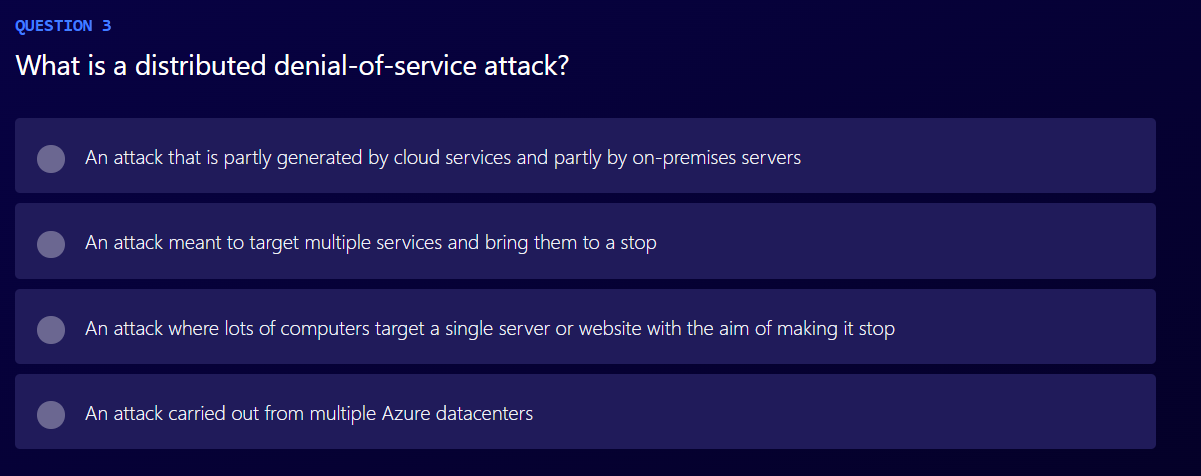 QUESTION 3
What is a distributed denial-of-service attack?
An attack that is partly generated by cloud services and partly by on-premises servers
An attack meant to target multiple services and bring them to a stop
An attack where lots of computers target a single server or website with the aim of making it stop
An attack carried out from multiple Azure datacenters